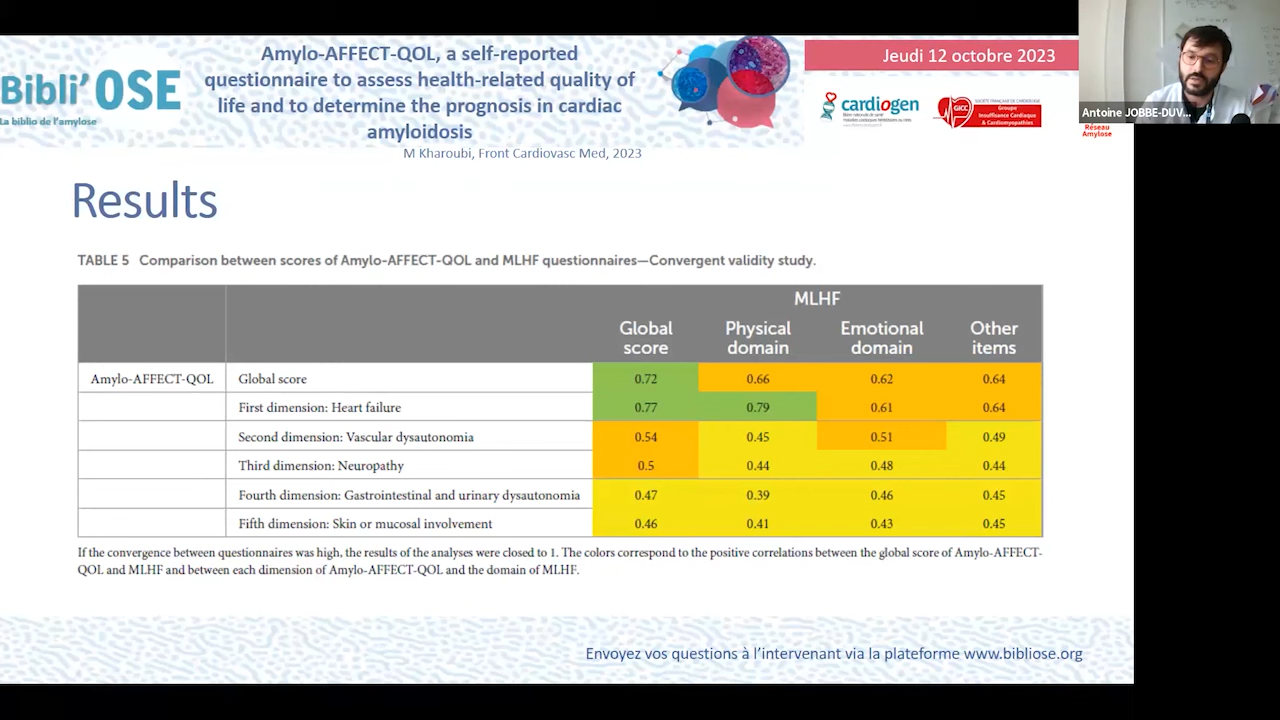 Bibli'OSE
La biblio de l'amylose
Amylo-AFFECT-QOL, a self-reported
questionnaire to assess health-related quality of
life and to determine the prognosis in cardiac
amyloidosis
M Kharoubi, Front Cardiovasc Med, 2023
Jeudi 12 octobre 2023
cardiogen
GICC
SOCIÉTÉ FRANÇAISE DE CARDIOLOGIE
Groupe
Insuffisance Cardiaque
& Cardiomyopathies
Antoine JOBBE-DUV...
Réseau
Amylose
Results
TABLE 5 Comparison between scores of Amylo-AFFECT-QOL and MLHF questionnaires—Convergent validity study.
MLHF
Global score Physical domain Emotional domain Other items
Amylo-AFFECT-QOL Global score 0.72 0.66 0.62 0.64
First dimension: Heart failure 0.77 0.79 0.61 0.64
Second dimension: Vascular dysautonomia 0.54 0.45 0.51 0.49
Third dimension: Neuropathy 0.5 0.44 0.48 0.44
Fourth dimension: Gastrointestinal and urinary dysautonomia 0.47 0.39 0.46 0.45
Fifth dimension: Skin or mucosal involvement 0.46 0.41 0.43 0.45
If the convergence between questionnaires was high, the results of the analyses were closed to 1. The colors correspond to the positive correlations between the global score of Amylo-AFFECT-
QOL and MLHF and between each dimension of Amylo-AFFECT-QOL and the domain of MLHF.
Envoyez vos questions à l'intervenant via la plateforme www.bibliose.org